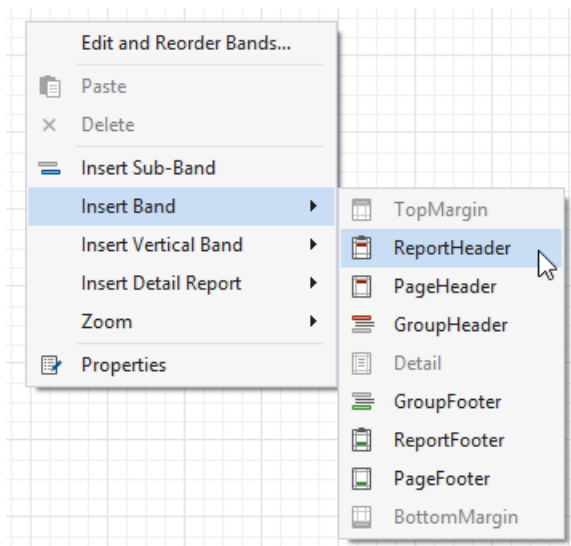 Edit and Reorder Bands...
Paste
Delete
Insert Sub-Band
Insert Band
Insert Vertical Band
Insert Detail Report
Zoom
Properties
TopMargin
ReportHeader
PageHeader
GroupHeader
Detail
GroupFooter
ReportFooter
PageFooter
BottomMargin